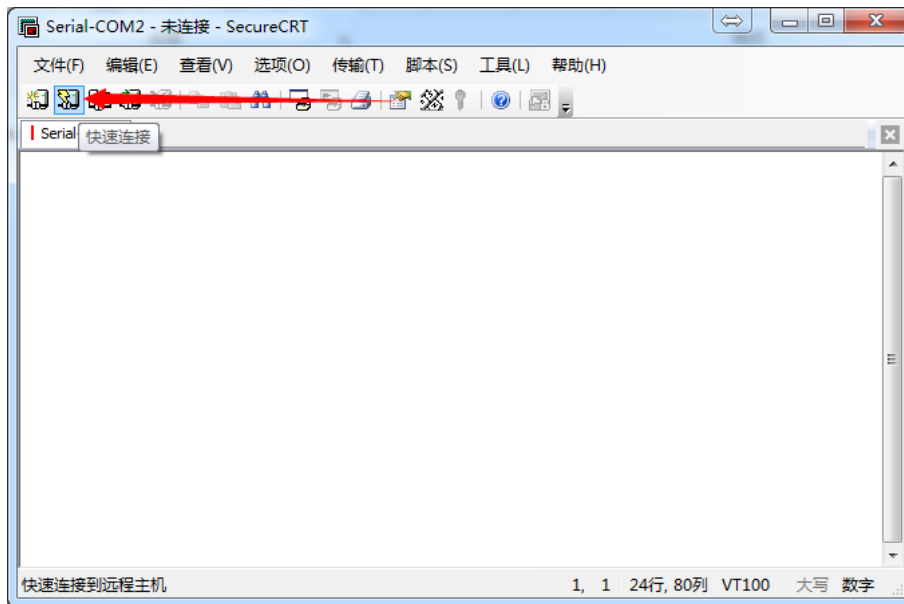 Serial-COM2 - 未连接 - SecureCRT
文件(F) 编辑(E) 查看(V) 选项(O) 传输(T) 脚本(S) 工具(L) 帮助(H)
Serial-
快速连接
快速连接到远程主机 1, 1 24行, 80列 VT100 大写 数字